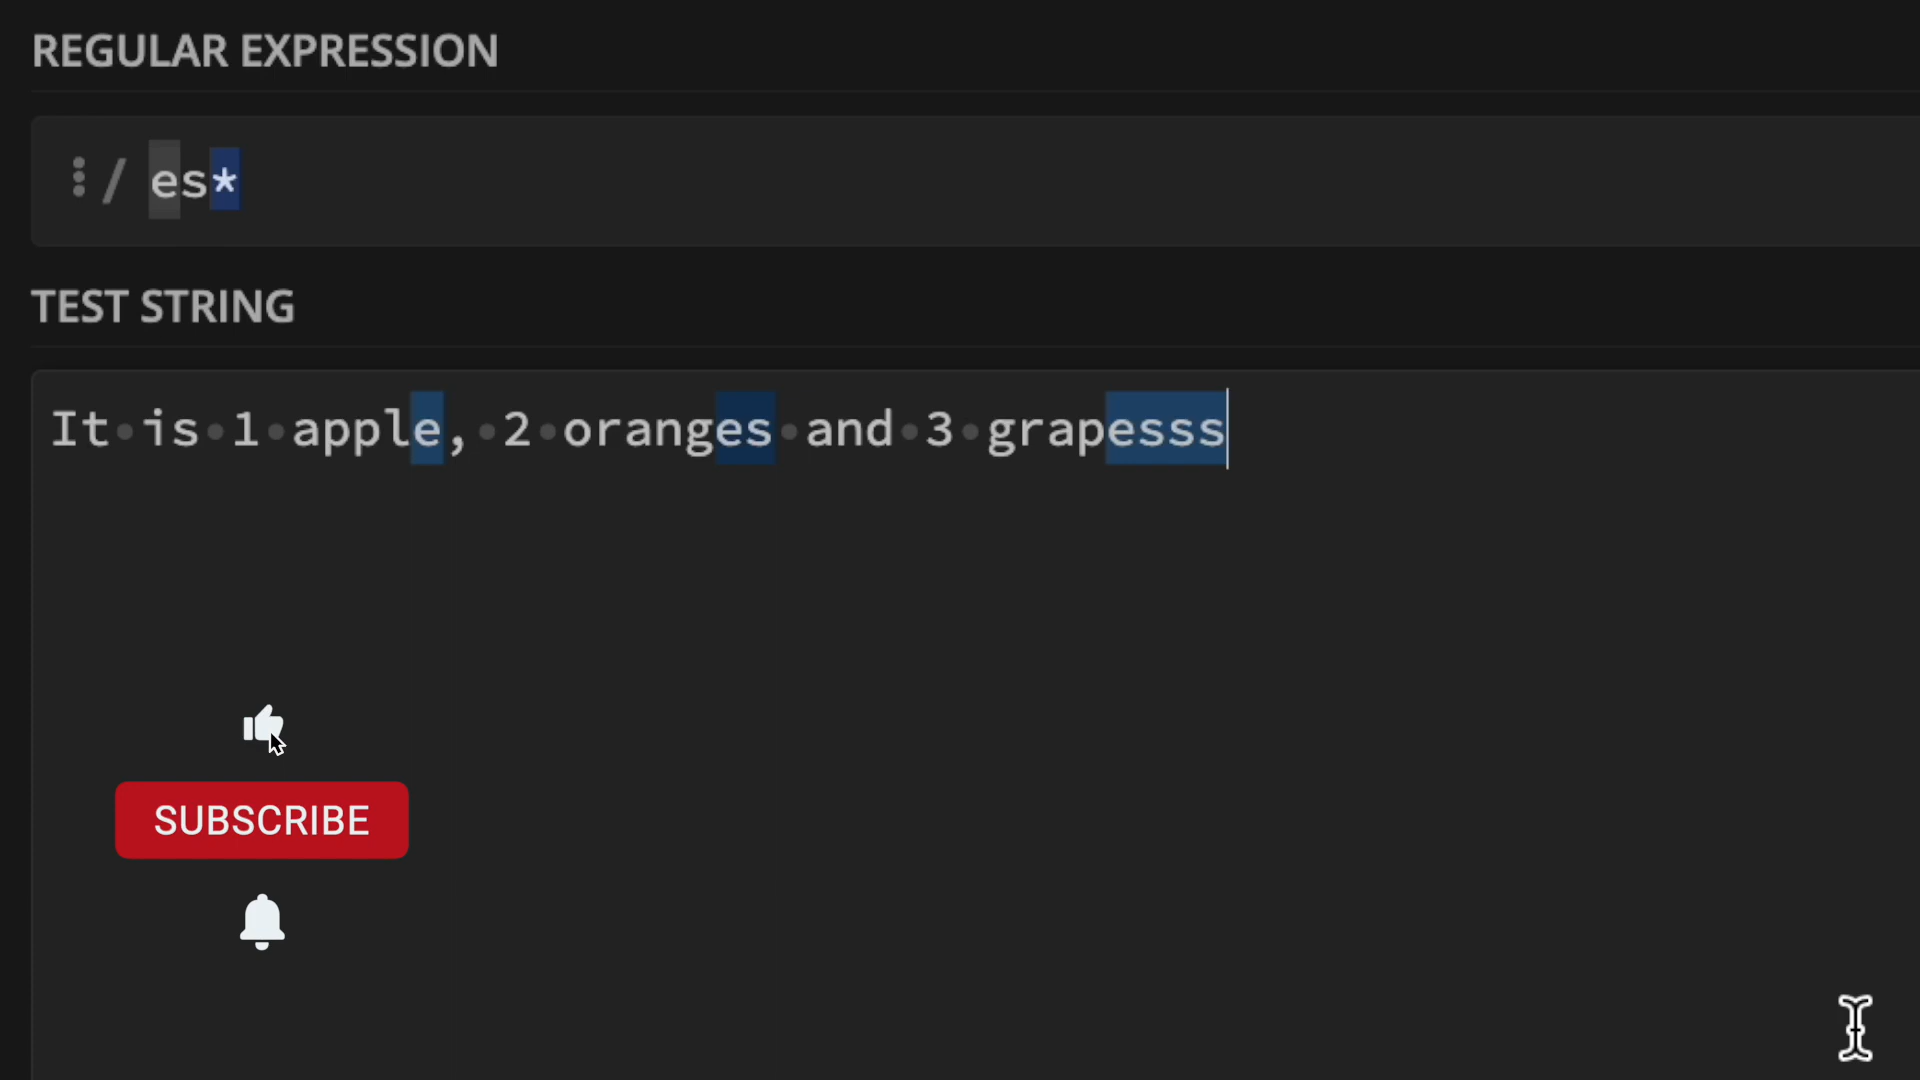 REGULAR EXPRESSION
/ es*
TEST STRING
It·is·1·apple,·2·oranges·and·3·grapesss
SUBSCRIBE